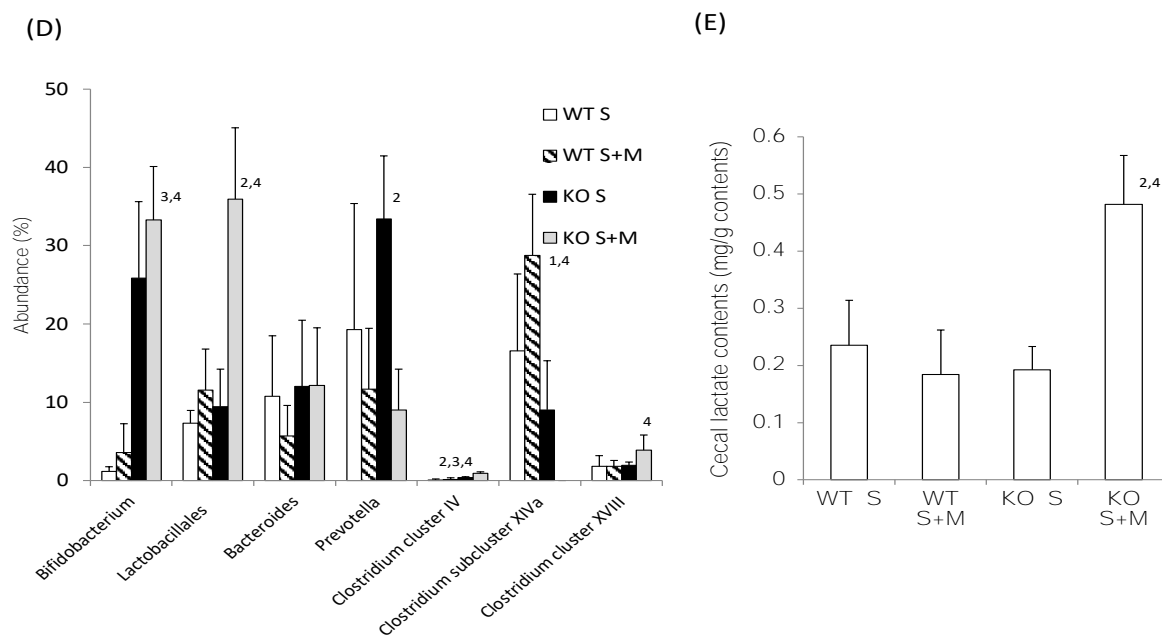 (D)
Abundance (%)
50
40
30
20
10
0
WT S
WT S+M
KO S
KO S+M
3,4
2,4
2
2,3,4
1,4
4
Bifidobacterium
Lactobacillales
Bacteroides
Prevotella
Clostridium cluster IV
Clostridium subcluster XIVa
Clostridium cluster XVIII
(E)
Cecal lactate contents (mg/g contents)
0.6
0.5
0.4
0.3
0.2
0.1
0
2,4
WT S
WT
S+M
KO S
KO
S+M